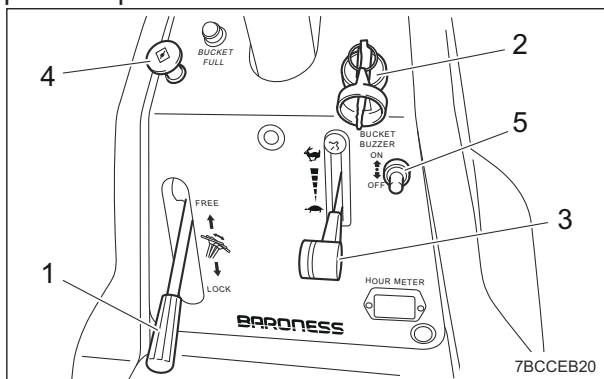 4
BUCKET
FULL
2
BUCKET
BUZZER
ON
OFF
5
FREE
LOCK
3
1
HOUR METER
BARONESS
7BCCEB20